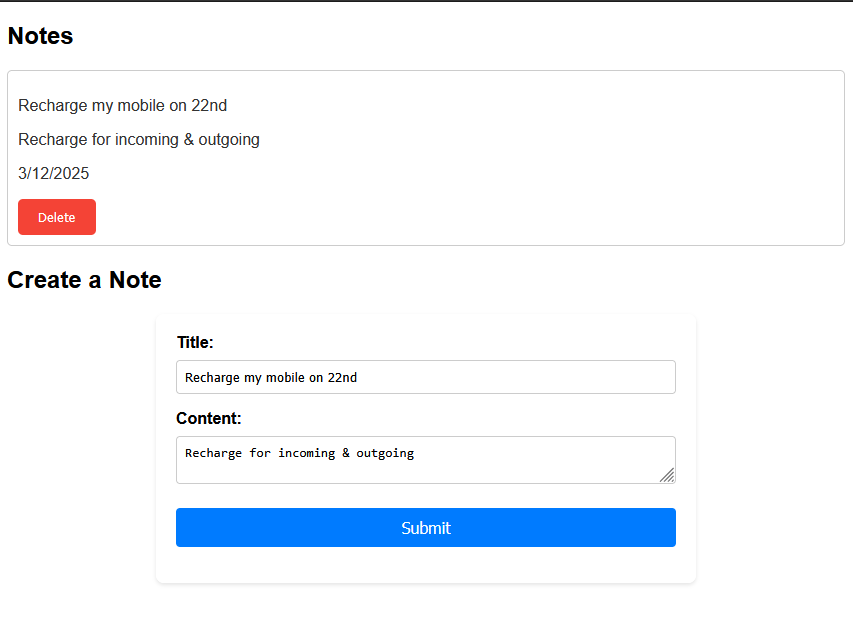 Notes
Recharge my mobile on 22nd
Recharge for incoming & outgoing
3/12/2025
Delete
Create a Note
Title:
Recharge my mobile on 22nd
Content:
Recharge for incoming & outgoing
Submit